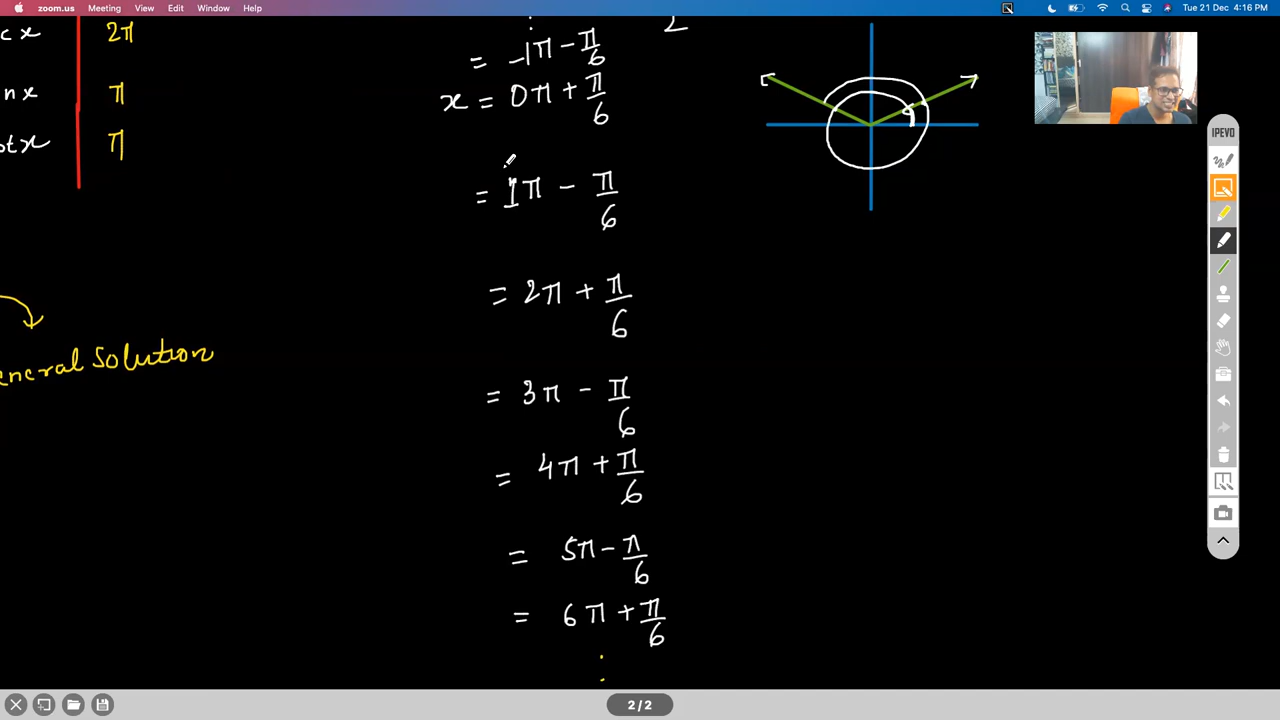 zoom.us Meeting View Edit Window Help
Tue 21 Dec 4:16 PM
c x 2π
n x π
ot x π
eneral Solution
⋮
= -1π - π/6
x = 0π + π/6
= 1π - π/6
= 2π + π/6
= 3π - π/6
= 4π + π/6
= 5π - π/6
= 6π + π/6
⋮
2
IPEVO
2/2